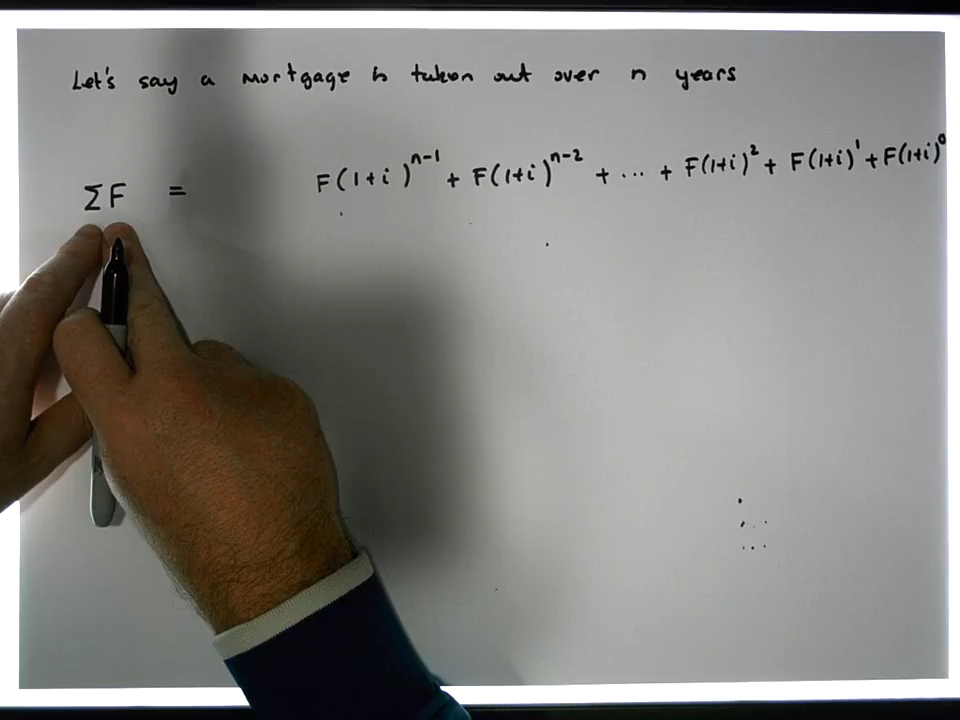 Let's say a mortgage is taken out over n years
ΣF = F(1+i)^{n-1} + F(1+i)^{n-2} + ... + F(1+i)^2 + F(1+i)^1 + F(1+i)^0